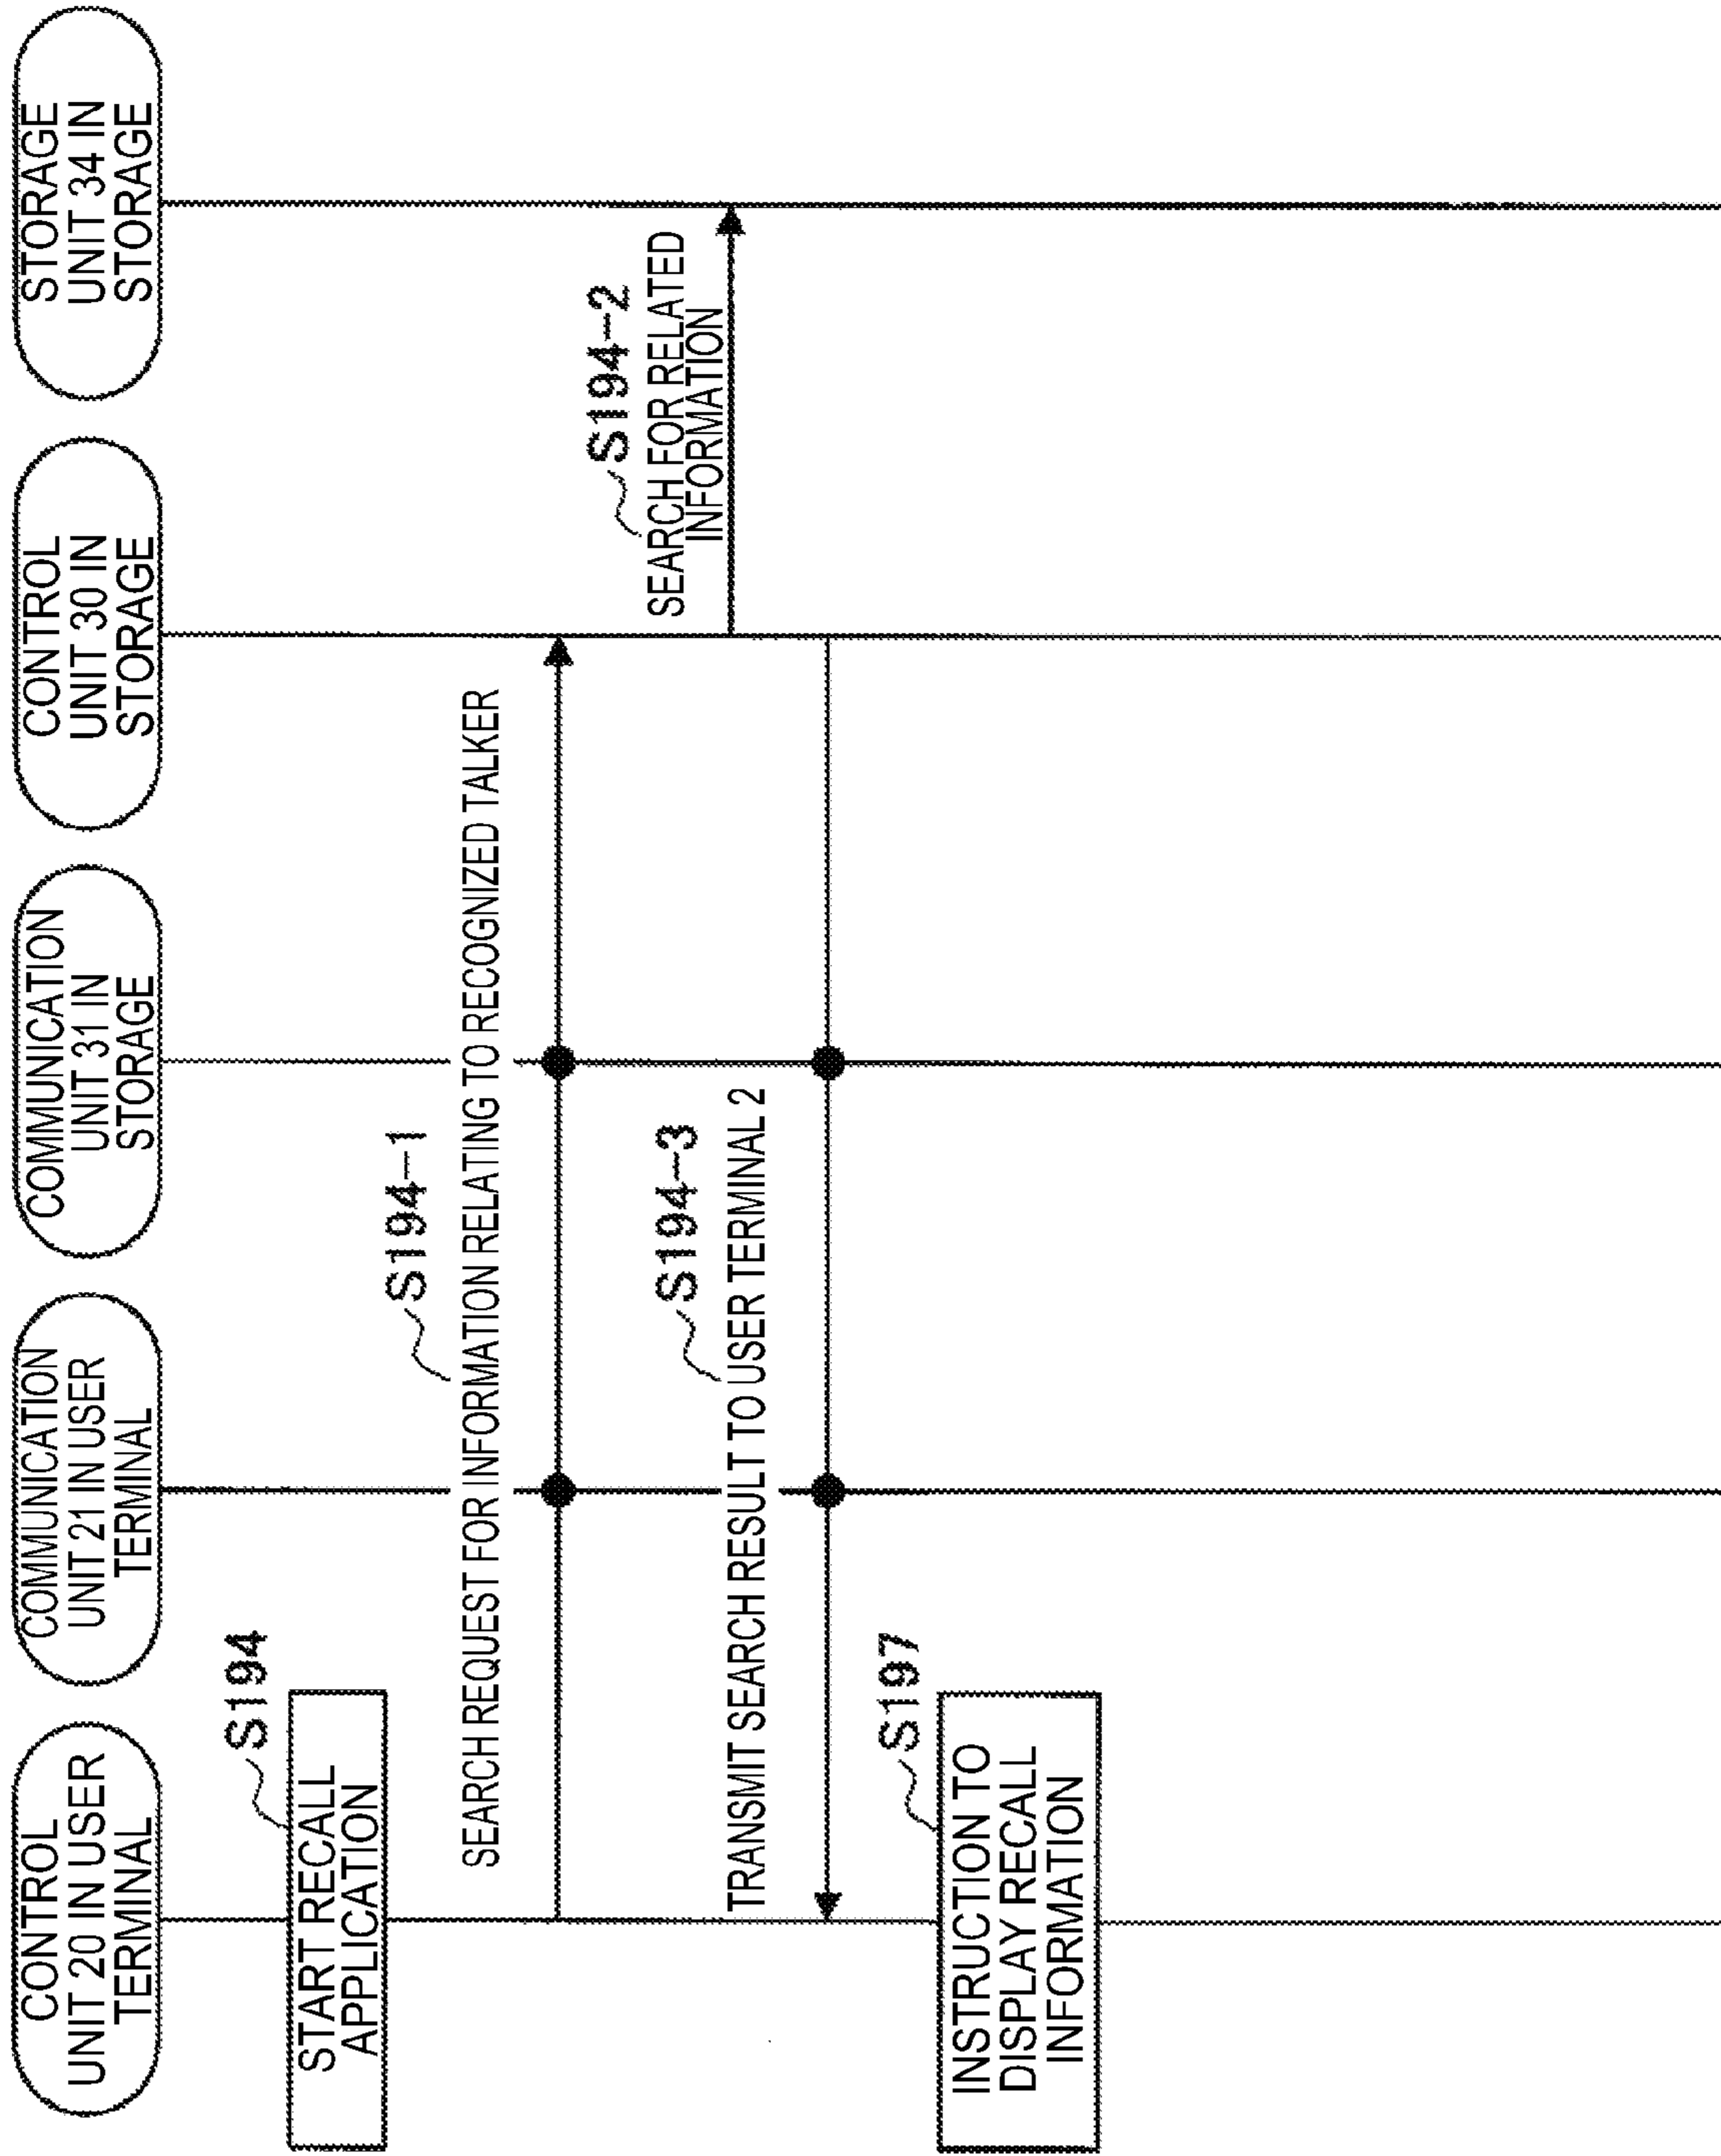 CONTROL
UNIT 20 IN USER
TERMINAL
COMMUNICATION
UNIT 21 IN USER
TERMINAL
COMMUNICATION
UNIT 31 IN
STORAGE
CONTROL
UNIT 30 IN
STORAGE
STORAGE
UNIT 34 IN
STORAGE
S194
START RECALL
APPLICATION
S194-1
SEARCH REQUEST FOR INFORMATION RELATING TO RECOGNIZED TALKER
S194-2
SEARCH FOR RELATED
INFORMATION
S194-3
TRANSMIT SEARCH RESULT TO USER TERMINAL 2
S197
INSTRUCTION TO
DISPLAY RECALL
INFORMATION